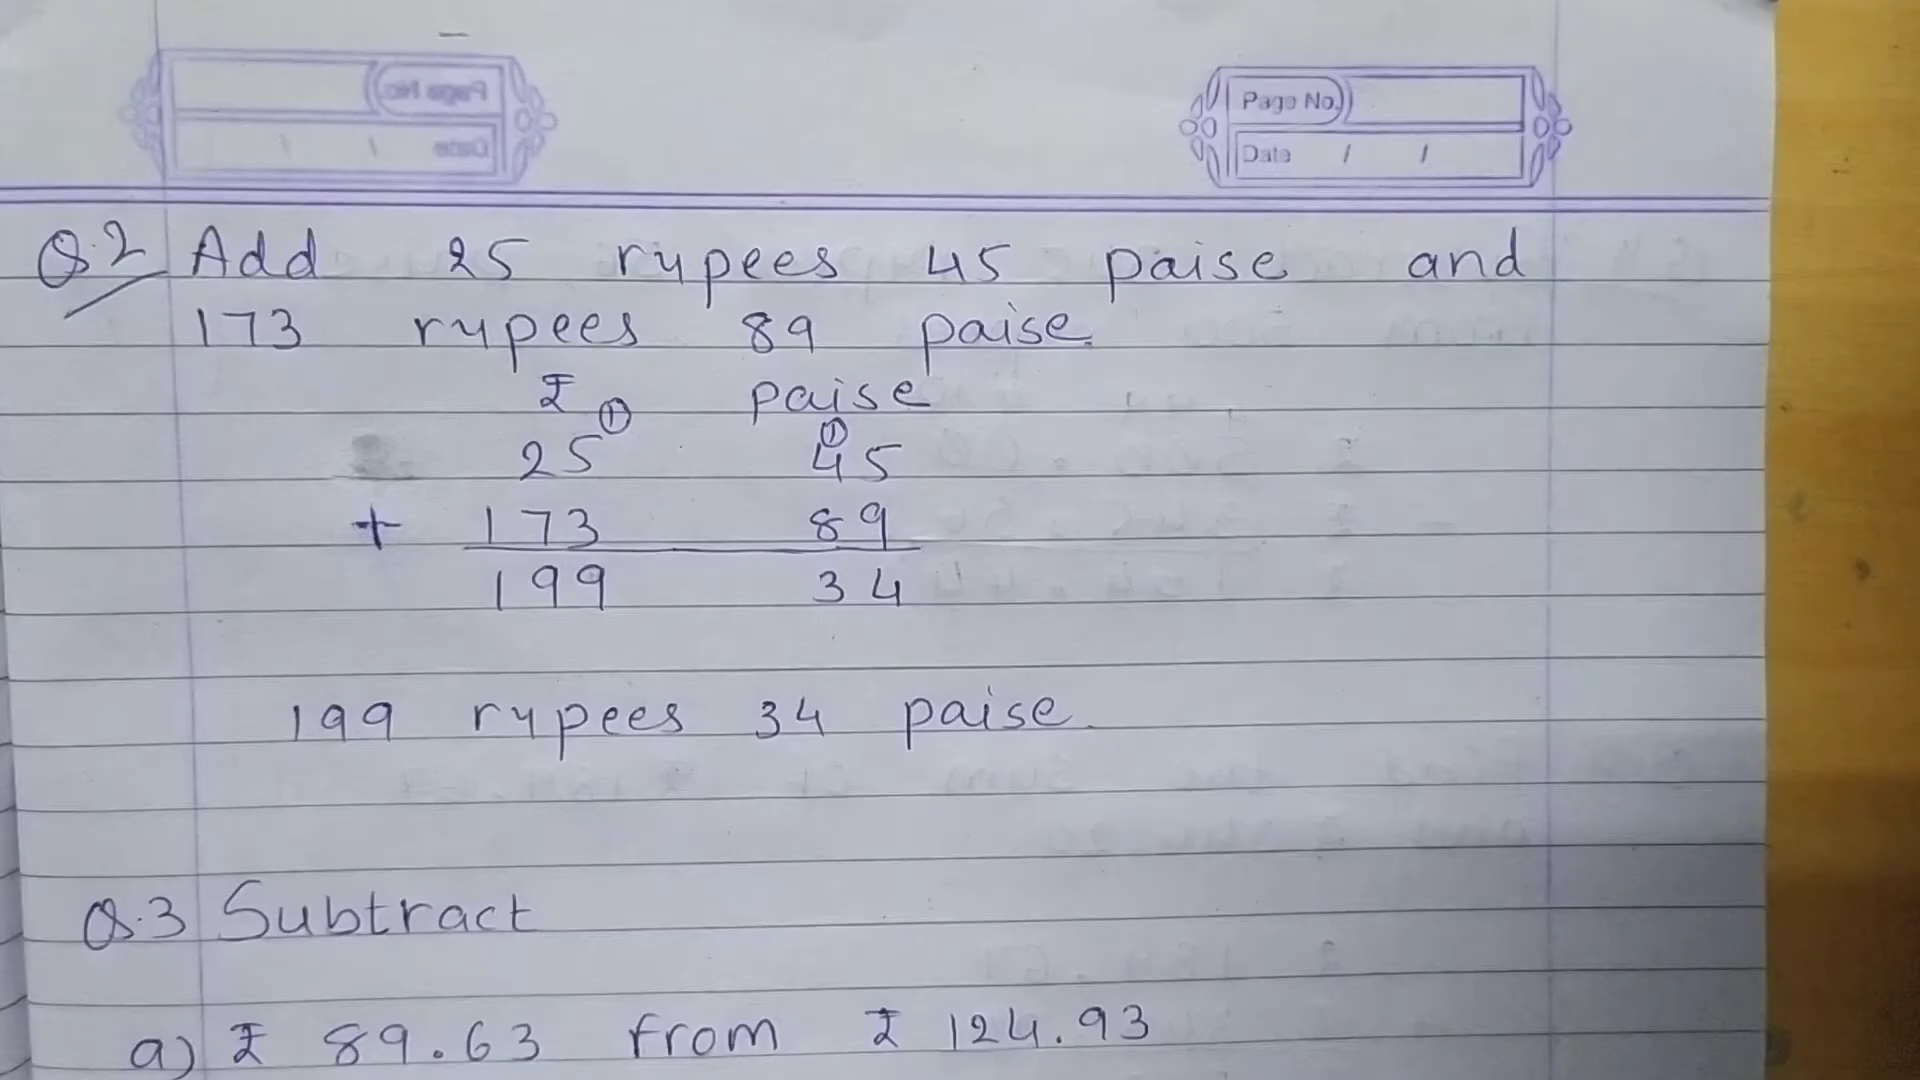 Page No.
Date / /
Q.2 Add 25 rupees 45 paise and
173 rupees 89 paise.
₹ ① paise
①
25 45
+ 173 89
199 34
199 rupees 34 paise.
Q.3 Subtract
a) ₹ 89.63 from ₹ 124.93